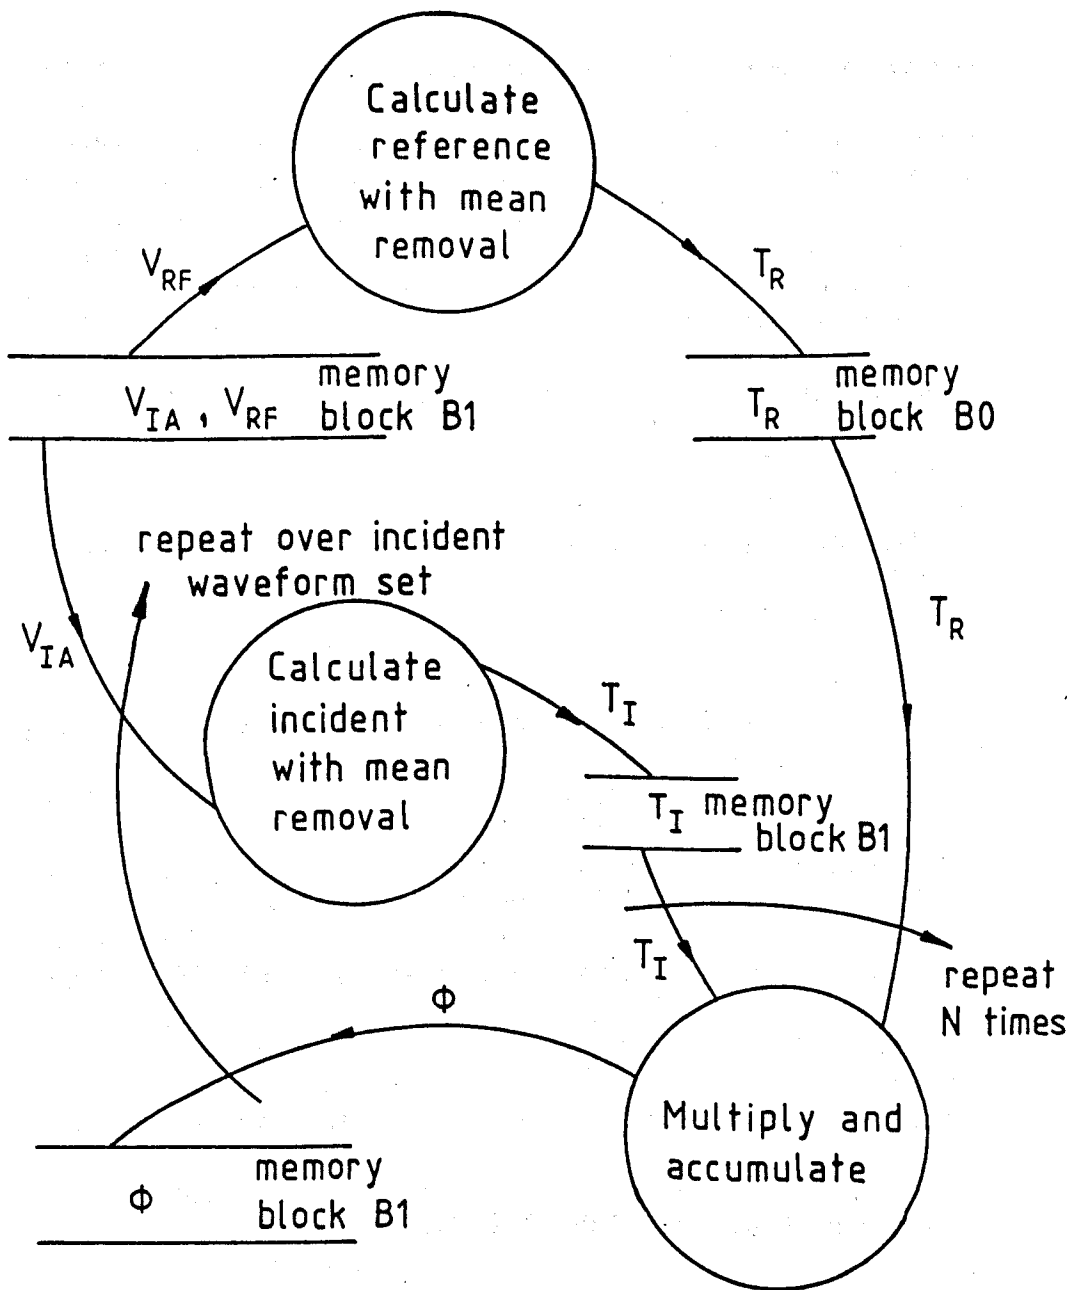 Calculate
reference
with mean
removal
V_RF
T_R
memory
V_IA , V_RF block B1
memory
T_R block B0
repeat over incident
waveform set
V_IA
T_R
Calculate
incident
with mean
removal
T_I
T_I memory
block B1
T_I
repeat
N times
Φ
Multiply and
accumulate
memory
Φ block B1